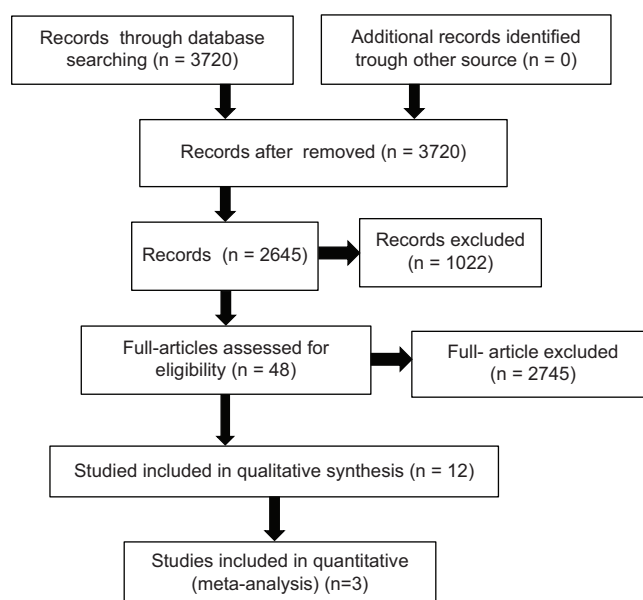 Records through database
searching (n = 3720)
Additional records identified
trough other source (n = 0)
Records after removed (n = 3720)
Records (n = 2645)
Records excluded
(n = 1022)
Full-articles assessed for
eligibility (n = 48)
Full- article excluded
(n = 2745)
Studied included in qualitative synthesis (n = 12)
Studies included in quantitative
(meta-analysis) (n=3)